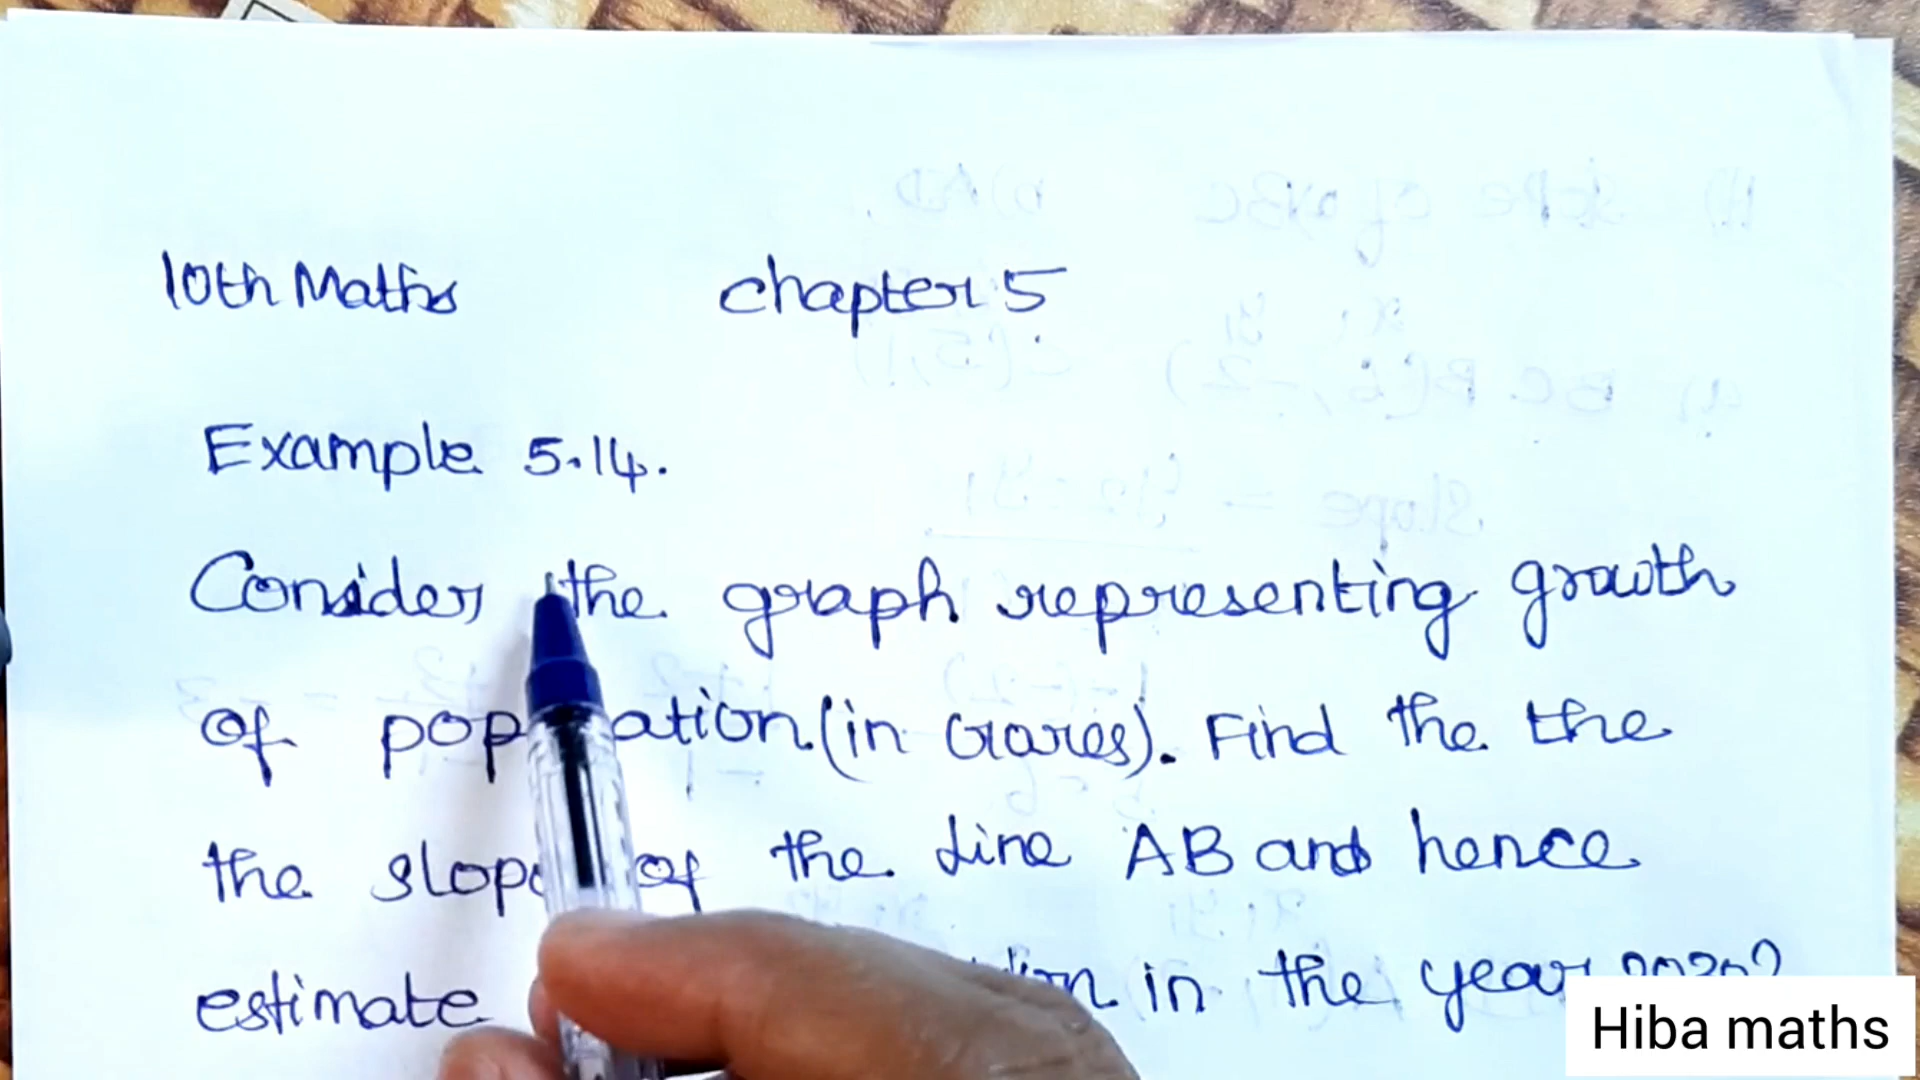 10th Maths chapter 5
Example 5.14.
Consider the graph representing growth
of population (in crores). Find the the
the slope of the line AB and hence
estimate in the year 2030?
Hiba maths